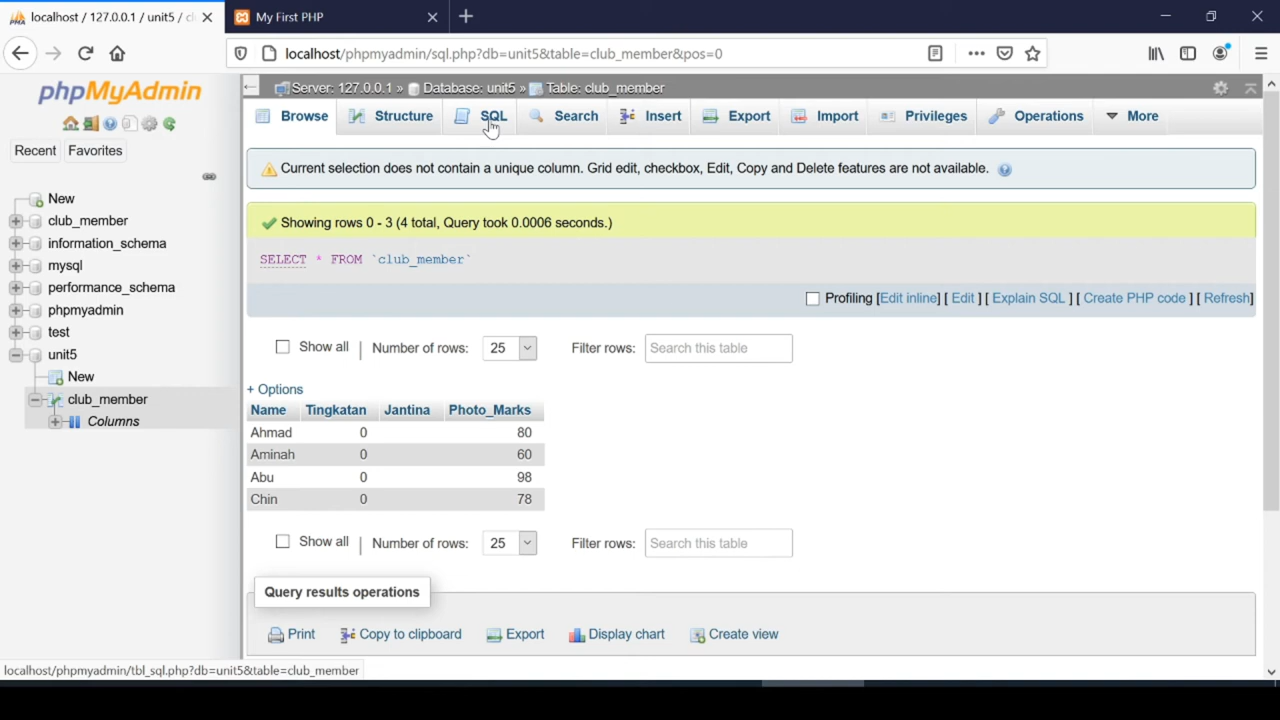 localhost / 127.0.0.1 / unit5 / cl
My First PHP
localhost/phpmyadmin/sql.php?db=unit5&table=club_member&pos=0
phpMyAdmin
Recent Favorites
New
club_member
information_schema
mysql
performance_schema
phpmyadmin
test
unit5
New
club_member
Columns
Server: 127.0.0.1 » Database: unit5 » Table: club_member
Browse Structure SQL Search Insert Export Import Privileges Operations More
Current selection does not contain a unique column. Grid edit, checkbox, Edit, Copy and Delete features are not available.
Showing rows 0 - 3 (4 total, Query took 0.0006 seconds.)
SELECT * FROM `club_member`
Profiling [Edit inline] [ Edit ] [ Explain SQL ] [ Create PHP code ] [ Refresh]
Show all | Number of rows: 25 Filter rows: Search this table
+ Options
Name Tingkatan Jantina Photo_Marks
Ahmad 0 80
Aminah 0 60
Abu 0 98
Chin 0 78
Show all | Number of rows: 25 Filter rows: Search this table
Query results operations
Print Copy to clipboard Export Display chart Create view
localhost/phpmyadmin/tbl_sql.php?db=unit5&table=club_member